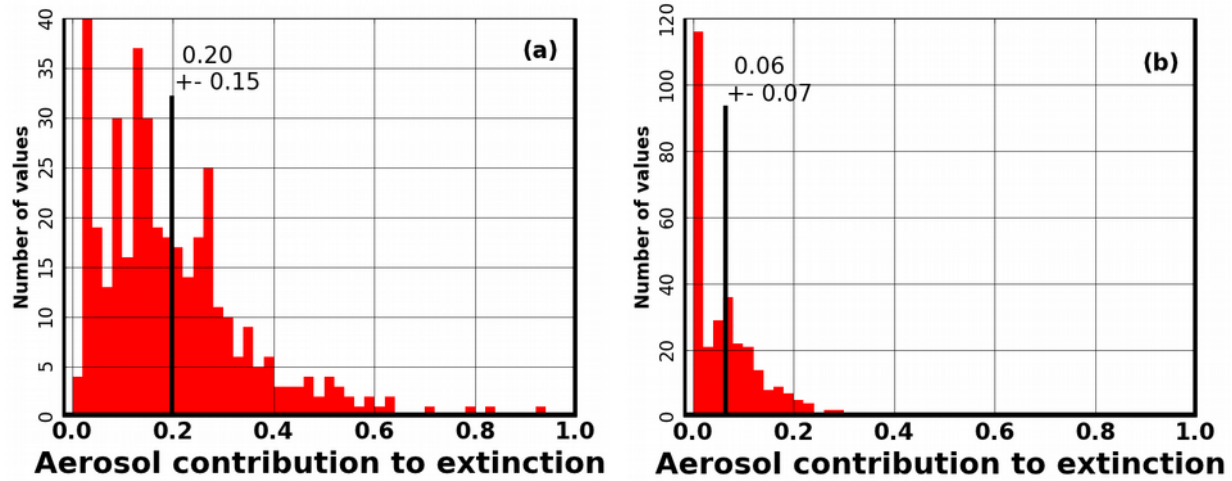 40
35
30
25
20
15
10
5
0
Number of values
0.20
+- 0.15
(a)
0.0 0.2 0.4 0.6 0.8 1.0
Aerosol contribution to extinction
120
100
80
60
40
20
0
Number of values
0.06
+- 0.07
(b)
0.0 0.2 0.4 0.6 0.8 1.0
Aerosol contribution to extinction